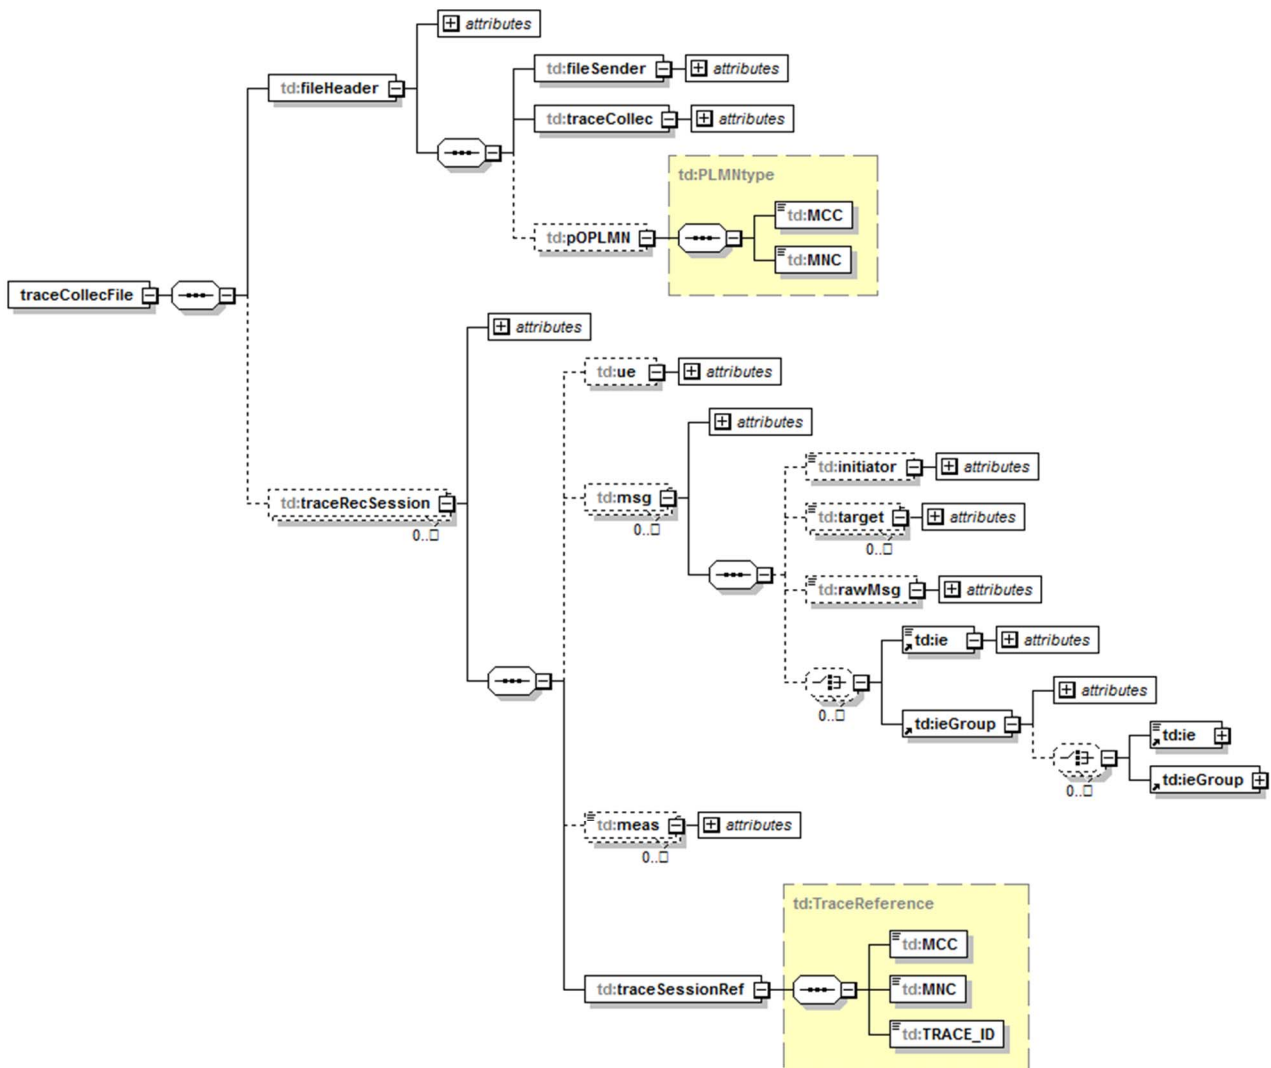 attributes
td:fileSender
attributes
td:fileHeader
td:traceCollec
attributes
td:PLMNtype
td:MCC
td:pOPLMN
td:MNC
traceCollecFile
attributes
td:ue
attributes
attributes
td:initiator
attributes
td:traceRecSession
0..□
td:msg
0..□
td:target
0..□
attributes
td:rawMsg
attributes
td:ie
attributes
0..□
attributes
td:ieGroup
td:ie
0..□
td:ieGroup
td:meas
0..□
attributes
td:TraceReference
td:MCC
td:traceSessionRef
td:MNC
td:TRACE_ID